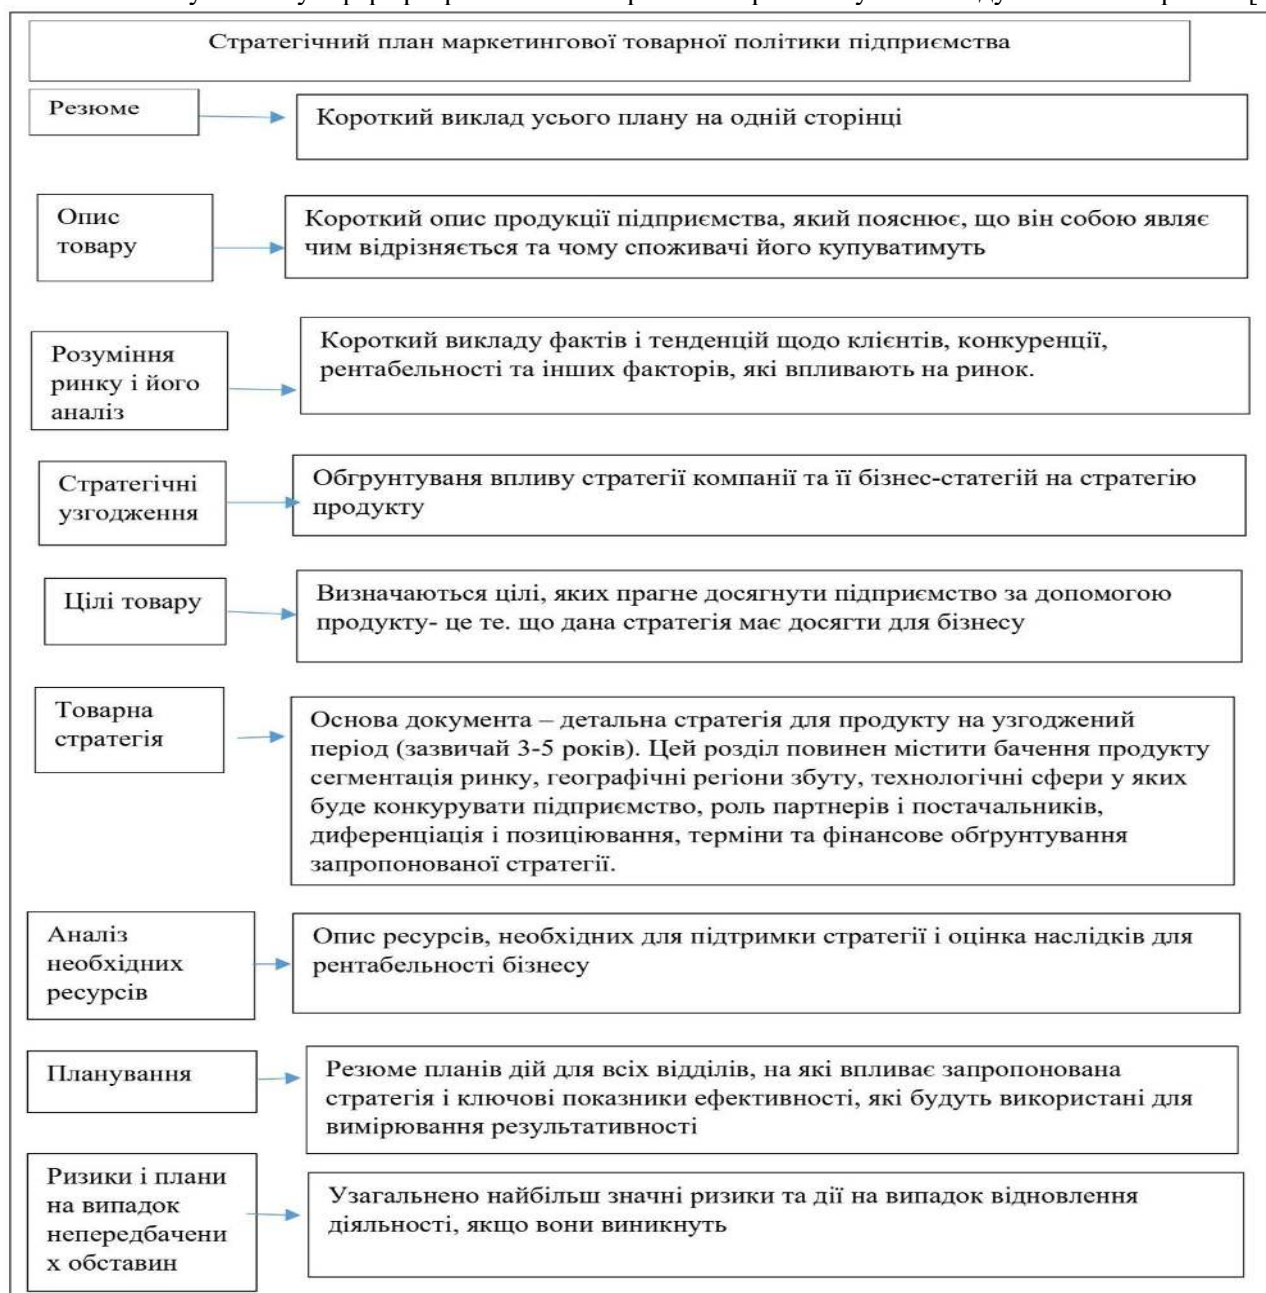 Стратегічний план маркетингової товарної політики підприємства
Резюме
Короткий виклад усього плану на одній сторінці
Опис
товару
Короткий опис продукції підприємства, який пояснює, що він собою являє
чим відрізняється та чому споживачі його купуватимуть
Розуміння
ринку і його
аналіз
Короткий викладу фактів і тенденцій щодо клієнтів, конкуренції,
рентабельності та інших факторів, які впливають на ринок.
Стратегічні
узгодження
Обгрунтуваня впливу стратегії компанії та її бізнес-статегій на стратегію
продукту
Цілі товару
Визначаються цілі, яких прагне досягнути підприємство за допомогою
продукту- це те. що дана стратегія має досягти для бізнесу
Товарна
стратегія
Основа документа – детальна стратегія для продукту на узгоджений
період (зазвичай 3-5 років). Цей розділ повинен містити бачення продукту
сегментація ринку, географічні регіони збуту, технологічні сфери у яких
буде конкурувати підприємство, роль партнерів і постачальників,
диференціація і позиціювання, терміни та фінансове обґрунтування
запропонованої стратегії.
Аналіз
необхідних
ресурсів
Опис ресурсів, необхідних для підтримки стратегії і оцінка наслідків для
рентабельності бізнесу
Планування
Резюме планів дій для всіх відділів, на які впливає запропонована
стратегія і ключові показники ефективності, які будуть використані для
вимірювання результативності
Ризики і плани
на випадок
непередбачени
х обставин
Узагальнено найбільш значні ризики та дії на випадок відновлення
діяльності, якщо вони виникнуть